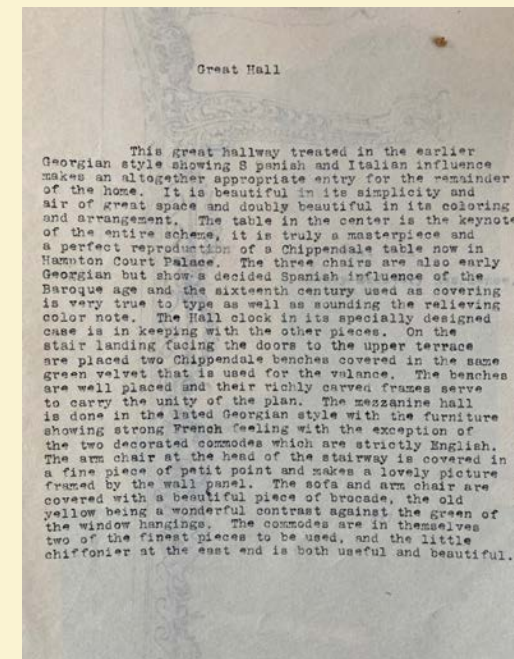 Great Hall
This great hallway treated in the earlier
Georgian style showing S panish and Italian influence
makes an altogether appropriate entry for the remainder
of the home. It is beautiful in its simplicity and
air of great space and doubly beautiful in its coloring
and arrangement. The table in the center is the keynote
of the entire scheme, it is truly a masterpiece and
a perfect reproduction of a Chippendale table now in
Hampton Court Palace. The three chairs are also early
Georgian but show a decided Spanish influence of the
Baroque age and the sixteenth century used as covering
is very true to type as well as sounding the relieving
color note. The Hall clock in its specially designed
case is in keeping with the other pieces. On the
stair landing facing the doors to the upper terrace
are placed two Chippendale benches covered in the same
green velvet that is used for the valance. The benches
are well placed and their richly carved frames serve
to carry the unity of the plan. The mezzanine hall
is done in the lated Georgian style with the furniture
showing strong French feeling with the exception of
the two decorated commodes which are strictly English.
The arm chair at the head of the stairway is covered in
a fine piece of petit point and makes a lovely picture
framed by the wall panel. The sofa and arm chair are
covered with a beautiful piece of brocade, the old
yellow being a wonderful contrast against the green of
the window hangings. The commodes are in themselves
two of the finest pieces to be used, and the little
chiffonier at the east end is both useful and beautiful.